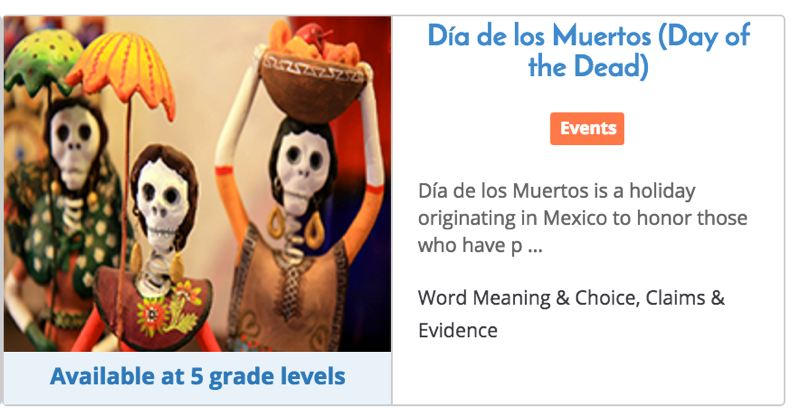 Día de los Muertos (Day of
the Dead)
Events
Día de los Muertos is a holiday
originating in Mexico to honor those
who have p ...
Word Meaning & Choice, Claims &
Evidence
Available at 5 grade levels